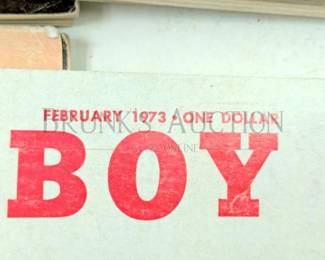 FEBRUARY 1973 • ONE DOLLAR
BRUNK'S AUCTION
BOY